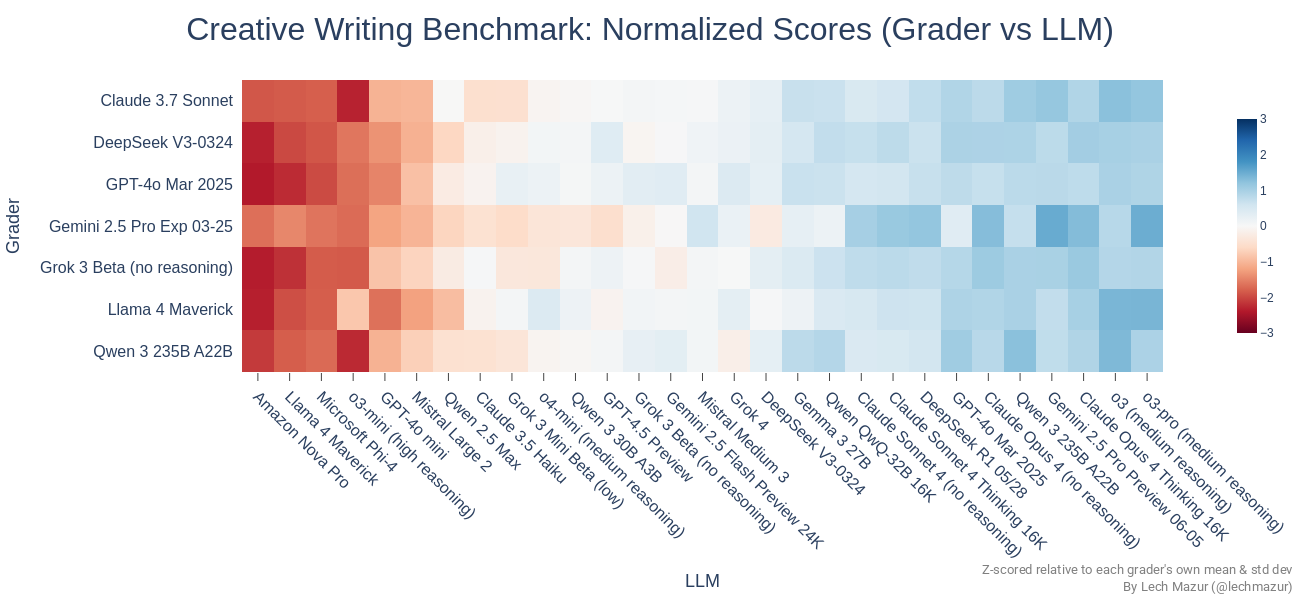 Creative Writing Benchmark: Normalized Scores (Grader vs LLM)
Grader
Claude 3.7 Sonnet
DeepSeek V3-0324
GPT-4o Mar 2025
Gemini 2.5 Pro Exp 03-25
Grok 3 Beta (no reasoning)
Llama 4 Maverick
Qwen 3 235B A22B
3
2
1
0
−1
−2
−3
Amazon Nova Pro
Llama 4 Maverick
Microsoft Phi-4
o3-mini (high reasoning)
GPT-4o mini
Mistral Large 2
Qwen 2.5 Max
Claude 3.5 Haiku
Grok 3 Mini Beta (low)
o4-mini (medium reasoning)
Qwen 3 30B A3B
GPT-4.5 Preview
Grok 3 Beta (no reasoning)
Gemini 2.5 Flash Preview 24K
Mistral Medium 3
Grok 4
DeepSeek V3-0324
Gemma 3 27B
Qwen QwQ-32B 16K
Claude Sonnet 4 (no reasoning)
Claude Sonnet 4 Thinking 16K
DeepSeek R1 05/28
GPT-4o Mar 2025
Claude Opus 4 (no reasoning)
Qwen 3 235B A22B
Gemini 2.5 Pro Preview 06-05
Claude Opus 4 Thinking 16K
o3 (medium reasoning)
o3-pro (medium reasoning)
LLM
Z-scored relative to each grader's own mean & std dev
By Lech Mazur (@lechmazur)